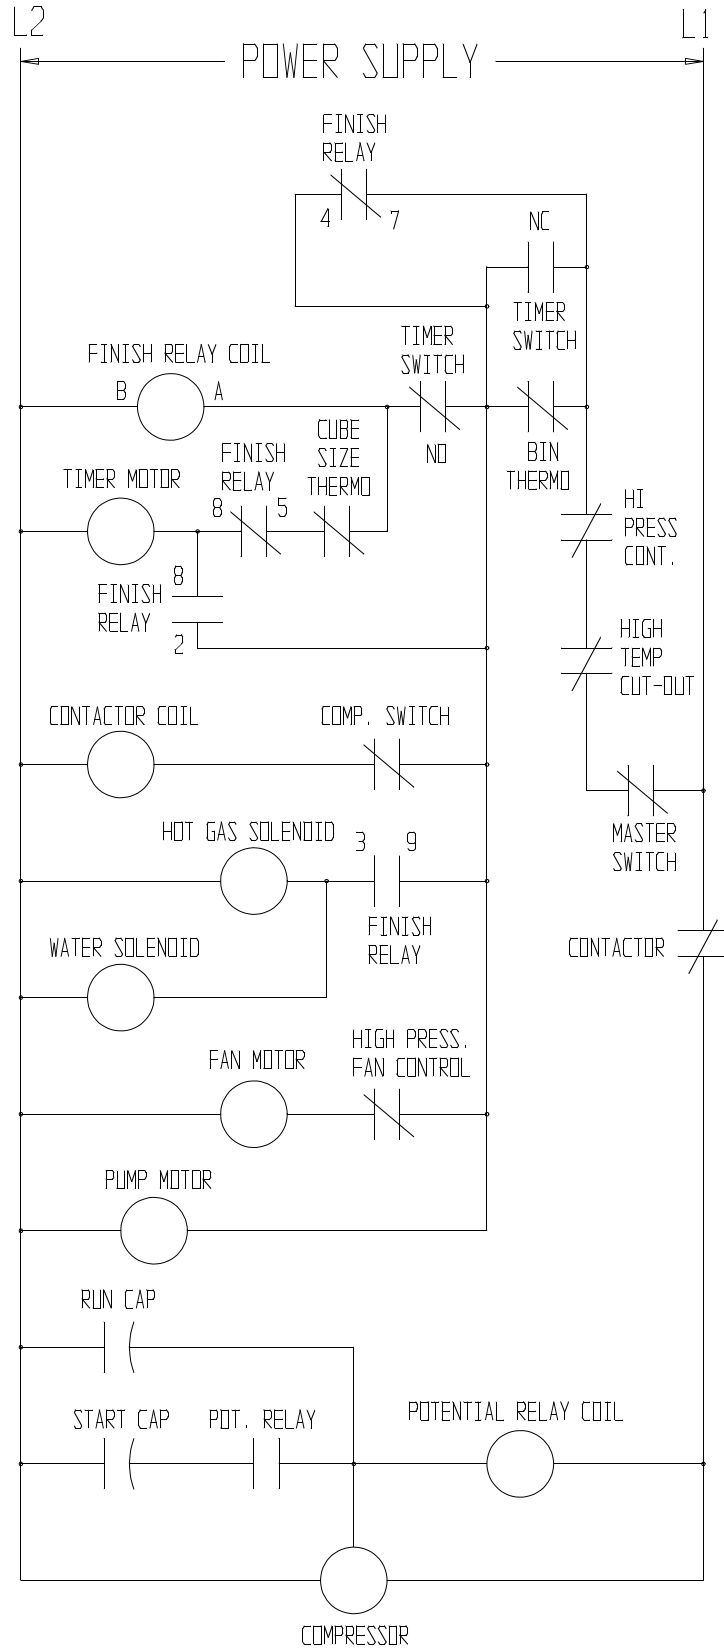 L2
L1
POWER SUPPLY
FINISH
RELAY
4
7
NC
TIMER
SWITCH
TIMER
SWITCH
FINISH RELAY COIL
B
A
NO
BIN
THERMO
CUBE
SIZE
THERMO
FINISH
RELAY
8
5
TIMER MOTOR
HI
PRESS
CONT.
8
FINISH
RELAY
2
HIGH
TEMP
CUT-OUT
CONTACTOR COIL
COMP. SWITCH
MASTER
SWITCH
HOT GAS SOLENOID
3
9
FINISH
RELAY
CONTACTOR
WATER SOLENOID
HIGH PRESS.
FAN CONTROL
FAN MOTOR
PUMP MOTOR
RUN CAP
START CAP
POT. RELAY
POTENTIAL RELAY COIL
COMPRESSOR